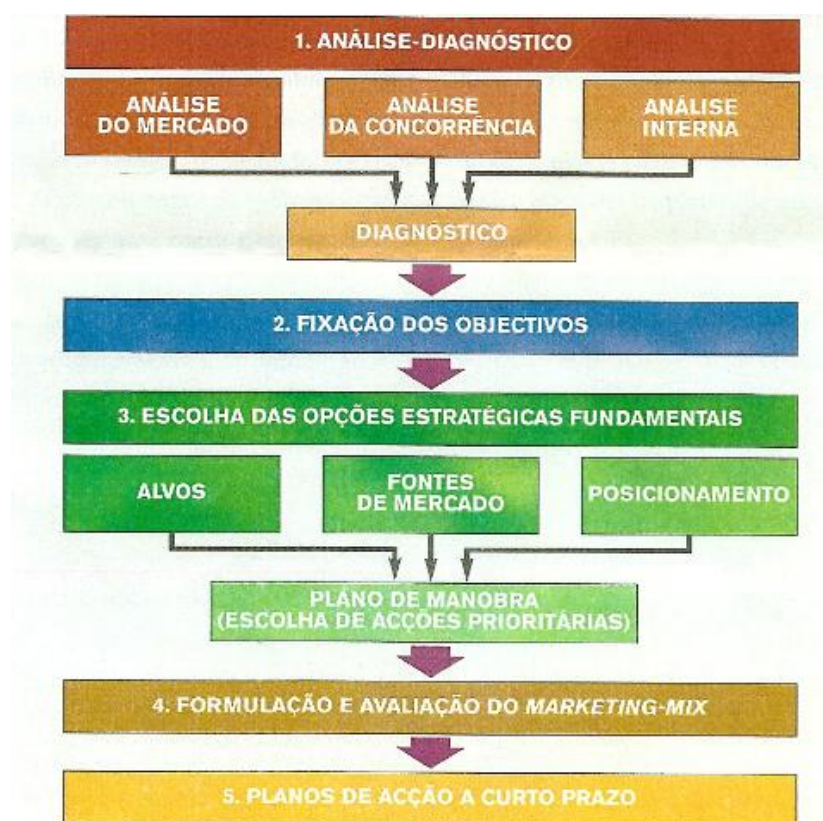 1. ANÁLISE-DIAGNÓSTICO
ANÁLISE
DO MERCADO
ANÁLISE
DA CONCORRÊNCIA
ANÁLISE
INTERNA
DIAGNÓSTICO
2. FIXAÇÃO DOS OBJECTIVOS
3. ESCOLHA DAS OPÇÕES ESTRATÉGICAS FUNDAMENTAIS
ALVOS
FONTES
DE MERCADO
POSICIONAMENTO
PLANO DE MANOBRA
(ESCOLHA DE ACÇÕES PRIORITÁRIAS)
4. FORMULAÇÃO E AVALIAÇÃO DO MARKETING-MIX
5. PLANOS DE ACÇÃO A CURTO PRAZO